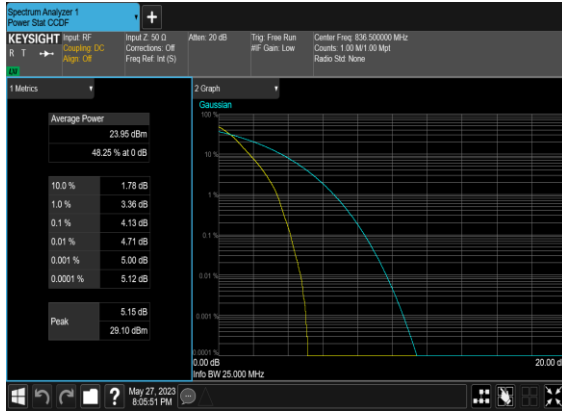 Spectrum Analyzer 1
Power Stat CCDF
+
KEYSIGHT
R T
LU
Input: RF
Coupling: DC
Align: Off
Input Z: 50 Ω
Corrections: Off
Freq Ref: Int (S)
Atten: 20 dB
Trig: Free Run
#IF Gain: Low
Center Freq: 836.500000 MHz
Counts: 1.00 M/1.00 Mpt
Radio Std: None
1 Metrics
Average Power
23.95 dBm
48.25 % at 0 dB
10.0 % 1.78 dB
1.0 % 3.36 dB
0.1 % 4.13 dB
0.01 % 4.71 dB
0.001 % 5.00 dB
0.0001 % 5.12 dB
Peak
5.15 dB
29.10 dBm
2 Graph
Gaussian
100 %
10 %
1 %
0.1 %
0.01 %
0.001 %
0.0001 %
0.00 dB
20.00 d
Info BW 25.000 MHz
?
May 27, 2023
8:05:51 PM